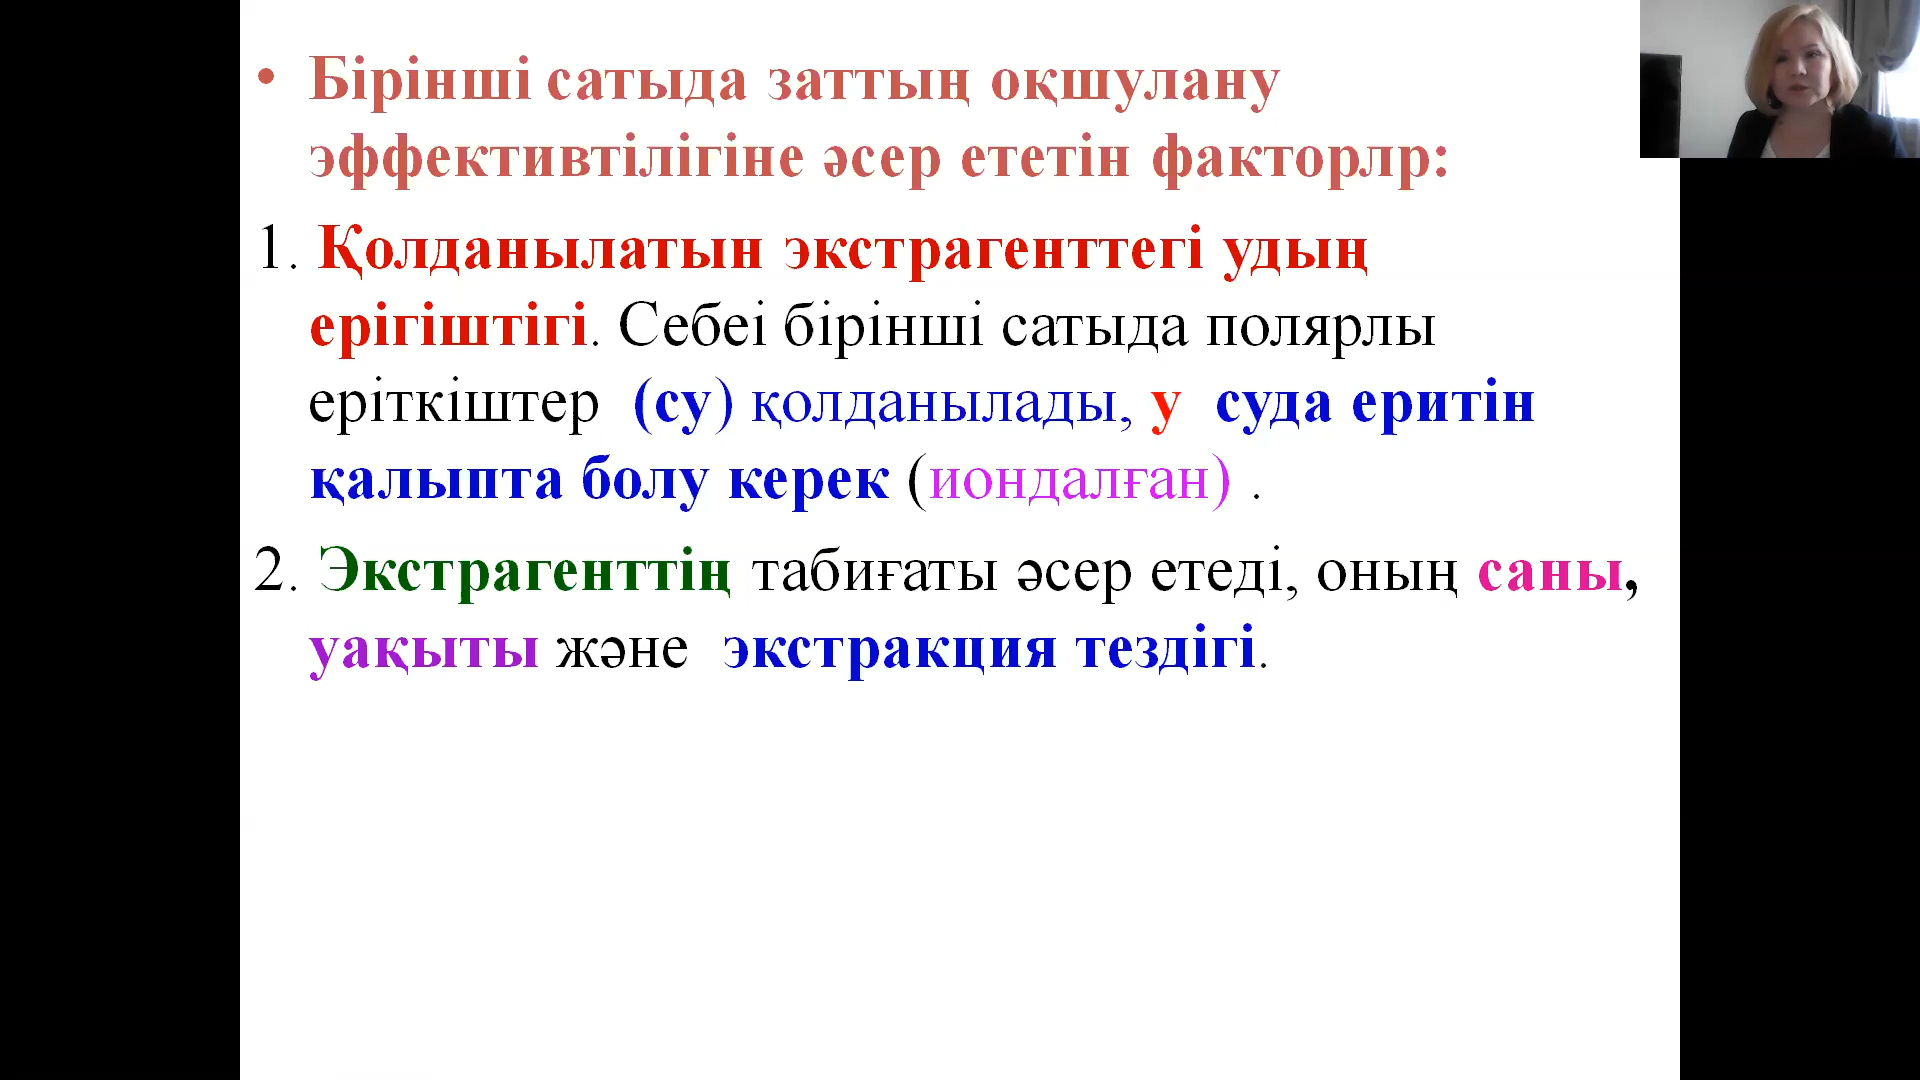 • Бірінші сатыда заттың оқшулану
эффективтілігіне әсер ететін факторлр:
1. Қолданылатын экстрагенттегі удың
ерігіштігі. Себеі бірінші сатыда полярлы
еріткіштер (су) қолданылады, у суда еритін
қалыпта болу керек (иондалған) .
2. Экстрагенттің табиғаты әсер етеді, оның саны,
уақыты және экстракция тездігі.